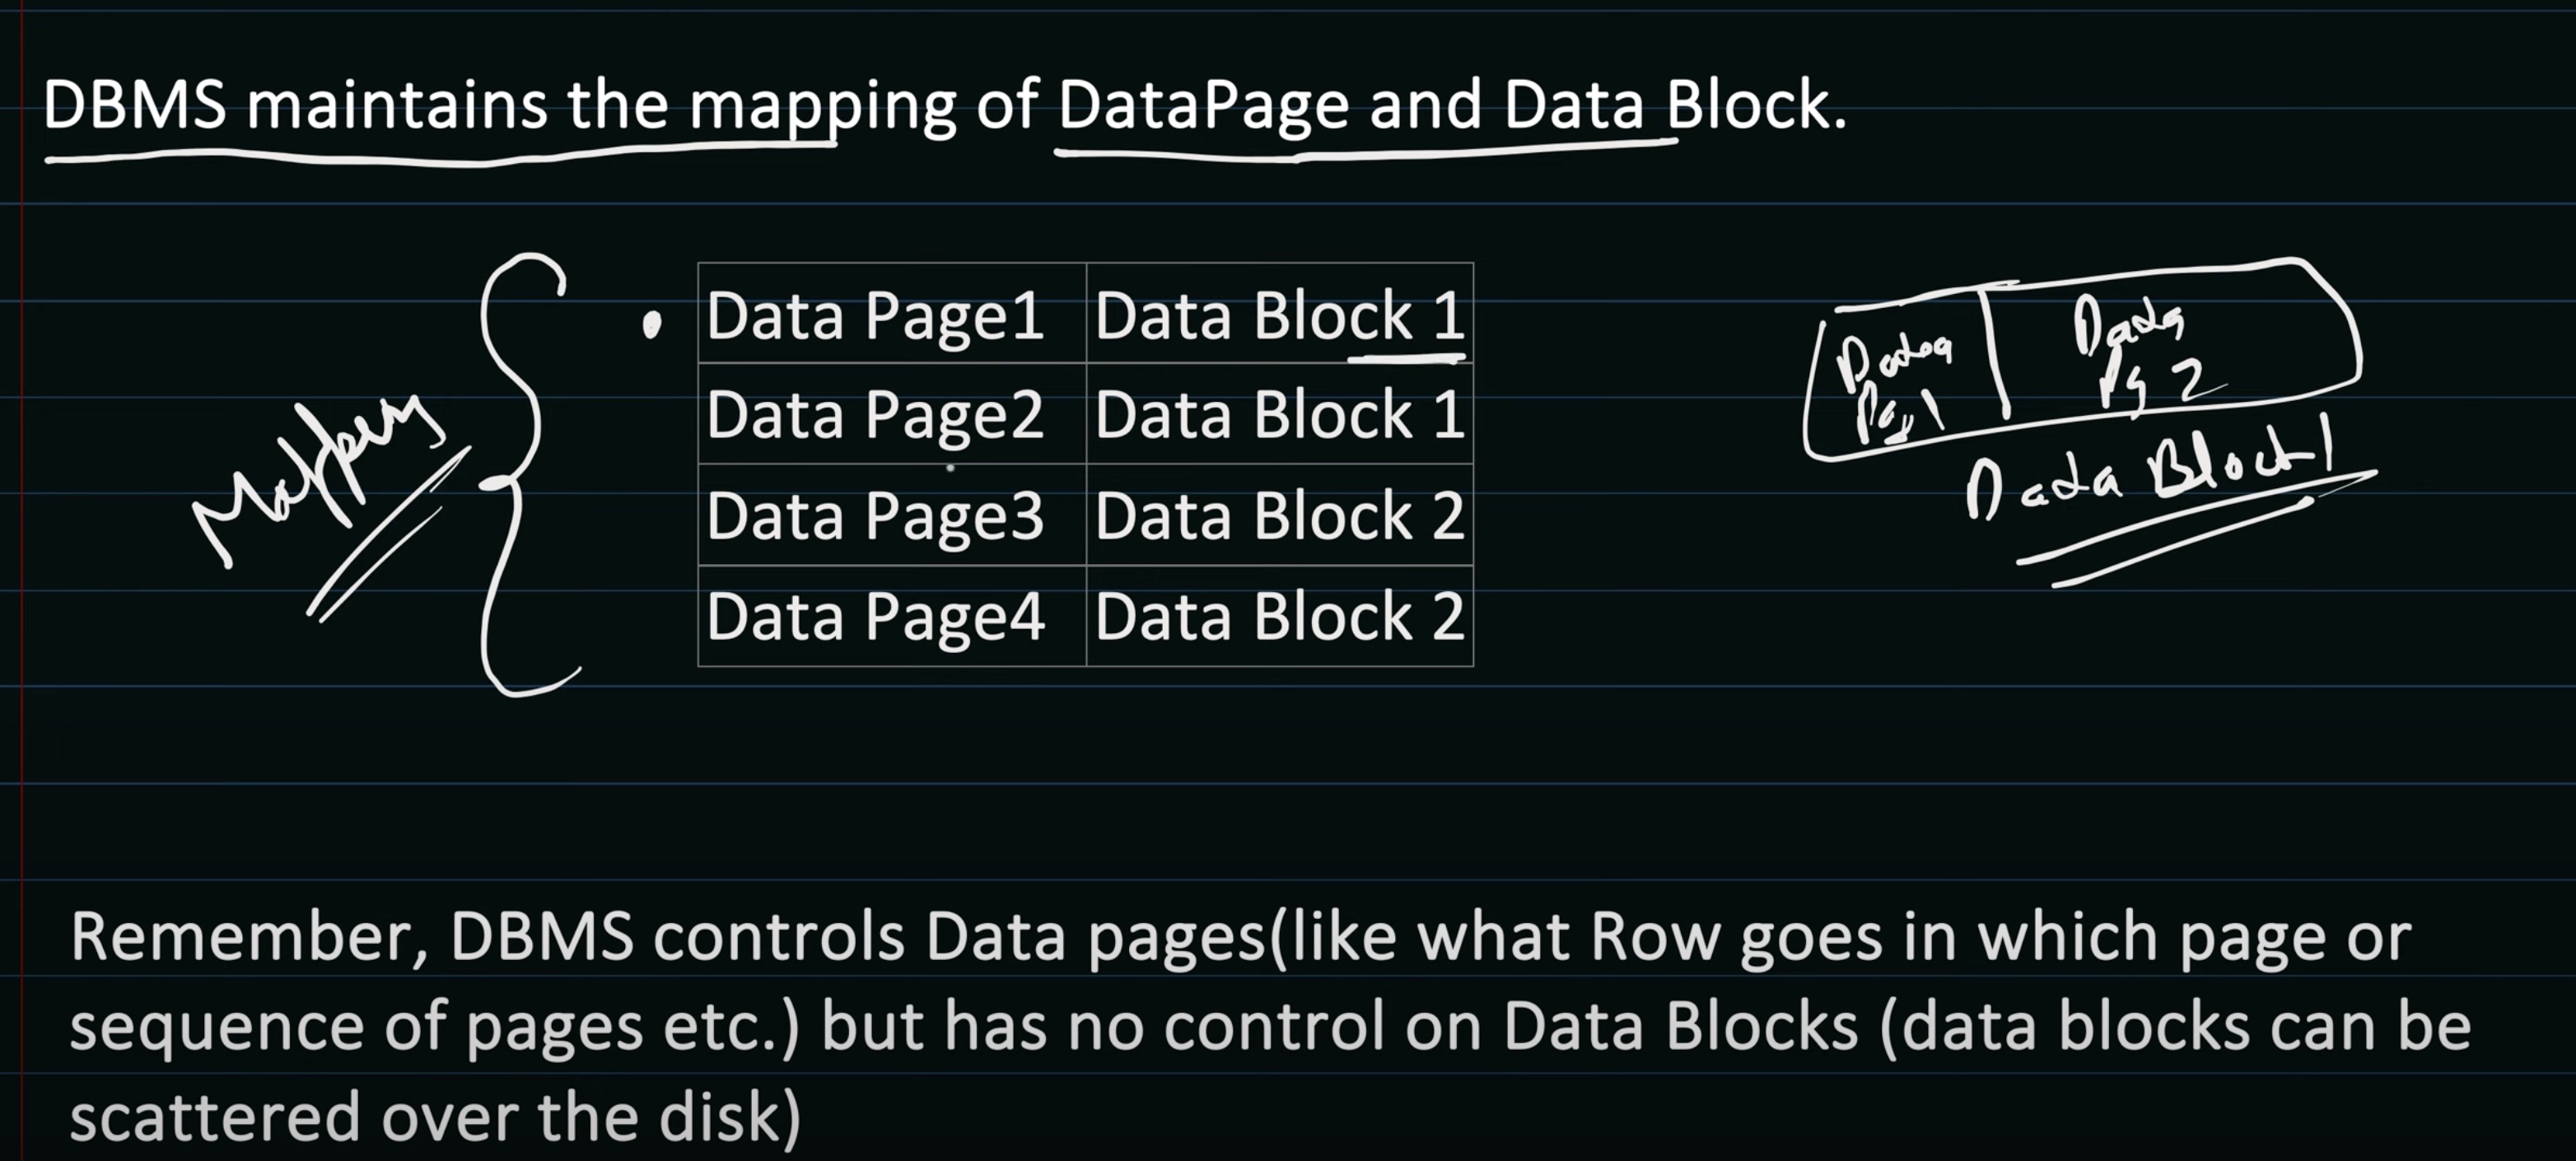 DBMS maintains the mapping of DataPage and Data Block.
Mapping
Data Page1 Data Block 1
Data Page2 Data Block 1
Data Page3 Data Block 2
Data Page4 Data Block 2
Data Data
Pg 1 Pg 2
Data Block 1
Remember, DBMS controls Data pages(like what Row goes in which page or
sequence of pages etc.) but has no control on Data Blocks (data blocks can be
scattered over the disk)